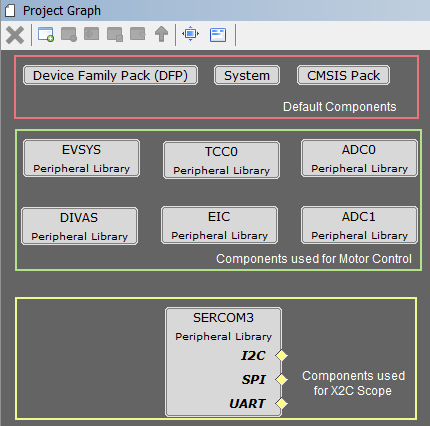 Project Graph
Device Family Pack (DFP)
System
CMSIS Pack
Default Components
EVSYS
Peripheral Library
TCC0
Peripheral Library
ADC0
Peripheral Library
DIVAS
Peripheral Library
EIC
Peripheral Library
ADC1
Peripheral Library
Components used for Motor Control
SERCOM3
Peripheral Library
I2C
SPI
UART
Components used
for X2C Scope